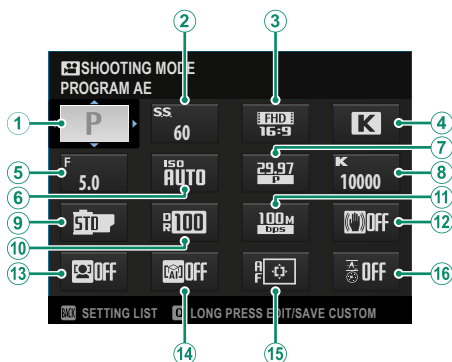 2 3
SHOOTING MODE
PROGRAM AE
1 P S.S. 60 FHD 16:9 K 4
7
5 F 5.0 ISO AUTO 29.97 P K 10000 8
6 11
9 STD DR 100 100M bps OFF 12
10
13 OFF OFF AF OFF 16
BACK SETTING LIST Q LONG PRESS EDIT/SAVE CUSTOM
14 15